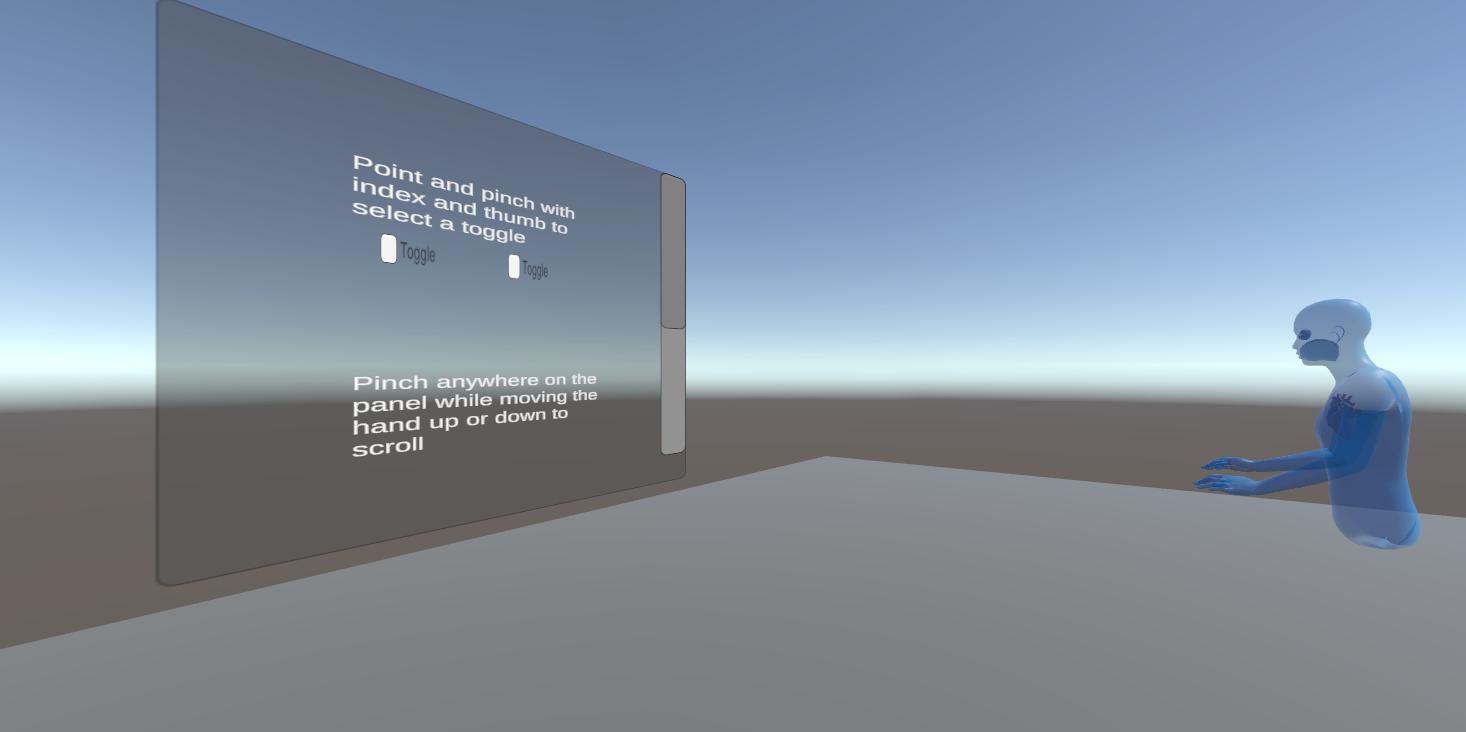 Point and pinch with
index and thumb to
select a toggle
Toggle
Toggle
Pinch anywhere on the
panel while moving the
hand up or down to
scroll